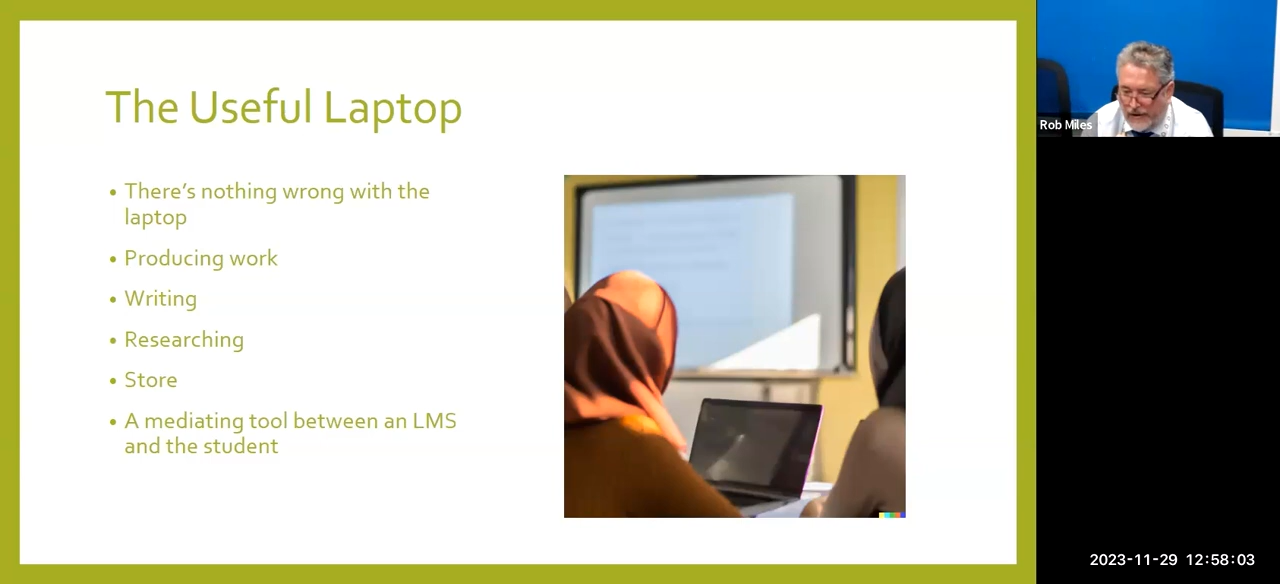 The Useful Laptop
• There's nothing wrong with the
laptop
• Producing work
• Writing
• Researching
• Store
• A mediating tool between an LMS
and the student
Rob Miles
2023-11-29 12:58:03